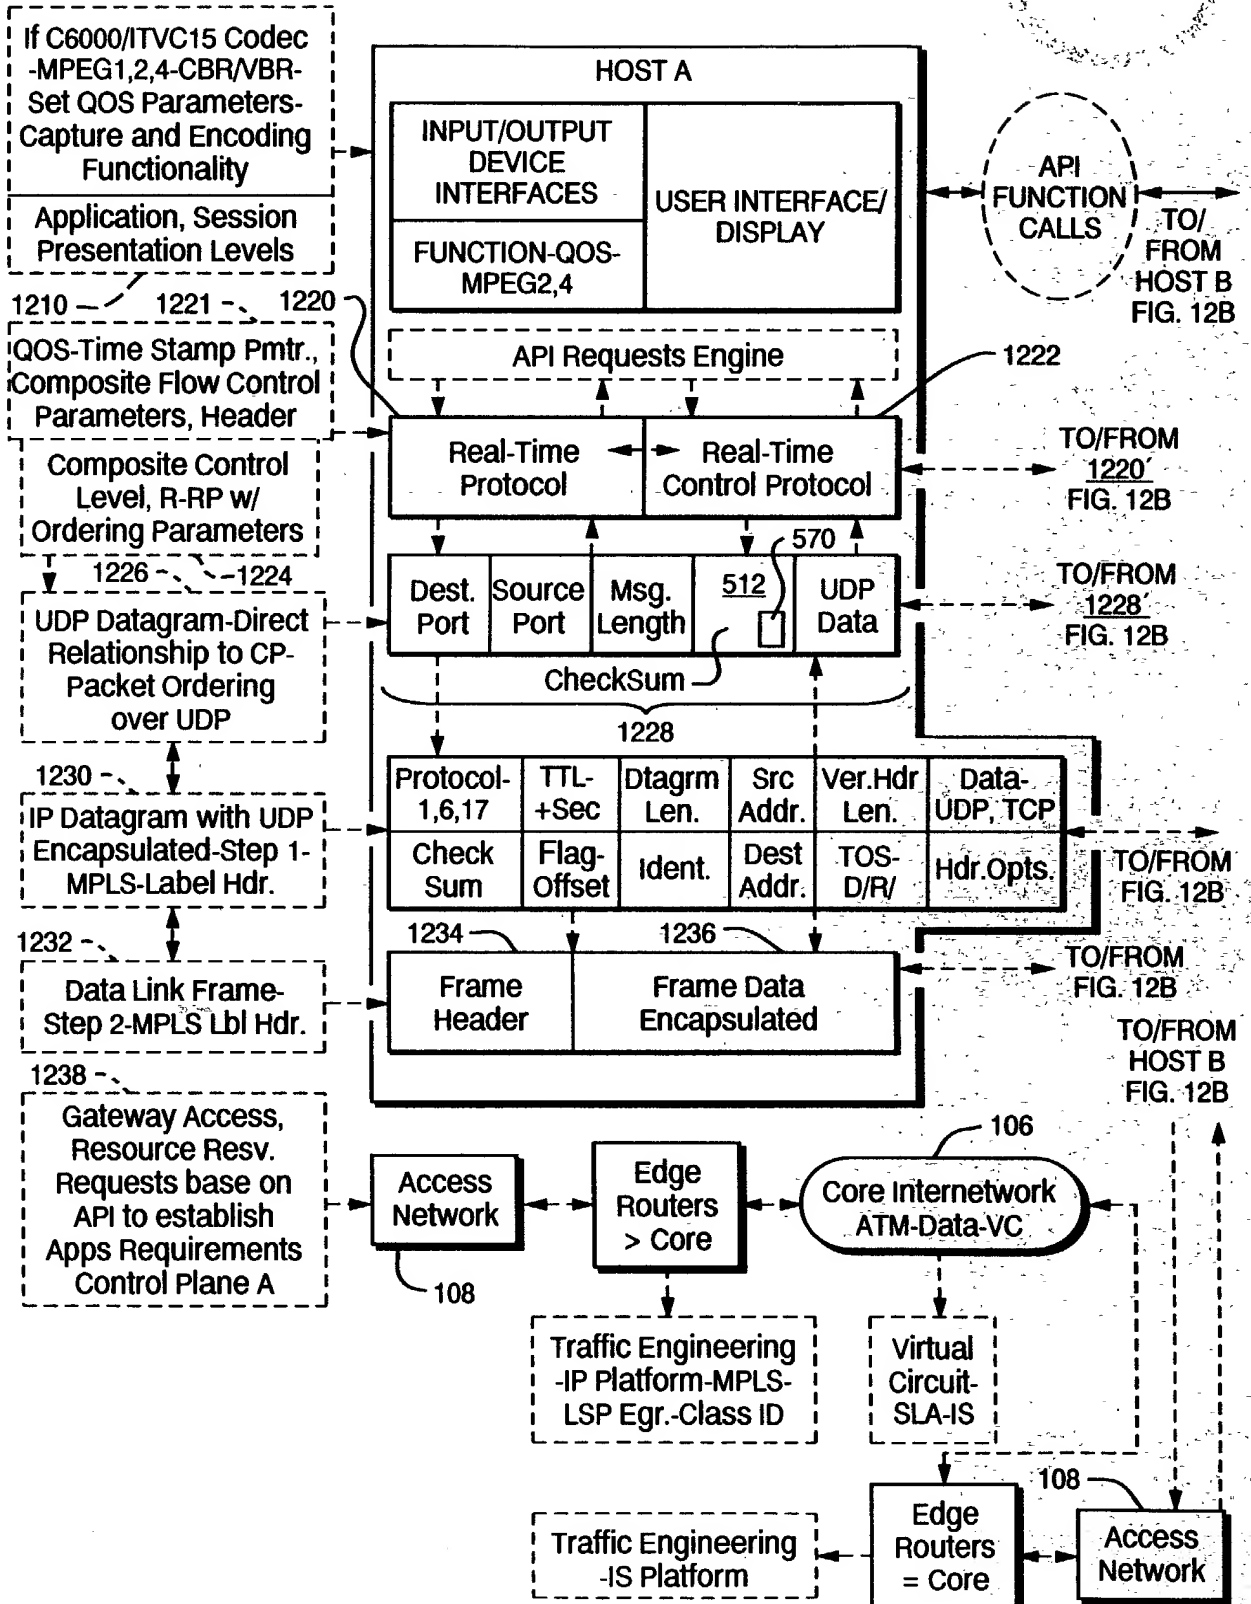 If C6000/ITVC15 Codec
-MPEG1,2,4-CBR/VBR-
Set QOS Parameters-
Capture and Encoding
Functionality
Application, Session
Presentation Levels
1210
HOST A
INPUT/OUTPUT
DEVICE
INTERFACES
FUNCTION-QOS-
MPEG2,4
USER INTERFACE/
DISPLAY
API
FUNCTION
CALLS
TO/
FROM
HOST B
FIG. 12B
1221
1220
QOS-Time Stamp Pmtr.,
Composite Flow Control
Parameters, Header
API Requests Engine
1222
Real-Time
Protocol
Real-Time
Control Protocol
TO/FROM
1220'
FIG. 12B
Composite Control
Level, R-RP w/
Ordering Parameters
1224
1226
UDP Datagram-Direct
Relationship to CP-
Packet Ordering
over UDP
Dest.
Port
Source
Port
Msg.
Length
512
570
UDP
Data
CheckSum
1228
TO/FROM
1228'
FIG. 12B
1230
IP Datagram with UDP
Encapsulated-Step 1-
MPLS-Label Hdr.
Protocol-
1,6,17
TTL-
+Sec
Dtagrm
Len.
Src
Addr.
Ver.Hdr
Len.
Data-
UDP, TCP
Check
Sum
Flag-
Offset
Ident.
Dest
Addr.
TOS-
D/R/
Hdr.Opts.
TO/FROM
FIG. 12B
1232
Data Link Frame-
Step 2-MPLS Lbl Hdr.
1234
Frame
Header
1236
Frame Data
Encapsulated
TO/FROM
FIG. 12B
TO/FROM
HOST B
FIG. 12B
1238
Gateway Access,
Resource Resv.
Requests base on
API to establish
Apps Requirements
Control Plane A
Access
Network
108
Edge
Routers
> Core
106
Core Internetwork
ATM-Data-VC
Traffic Engineering
-IP Platform-MPLS-
LSP Egr.-Class ID
Virtual
Circuit-
SLA-IS
Traffic Engineering
-IS Platform
Edge
Routers
= Core
108
Access
Network